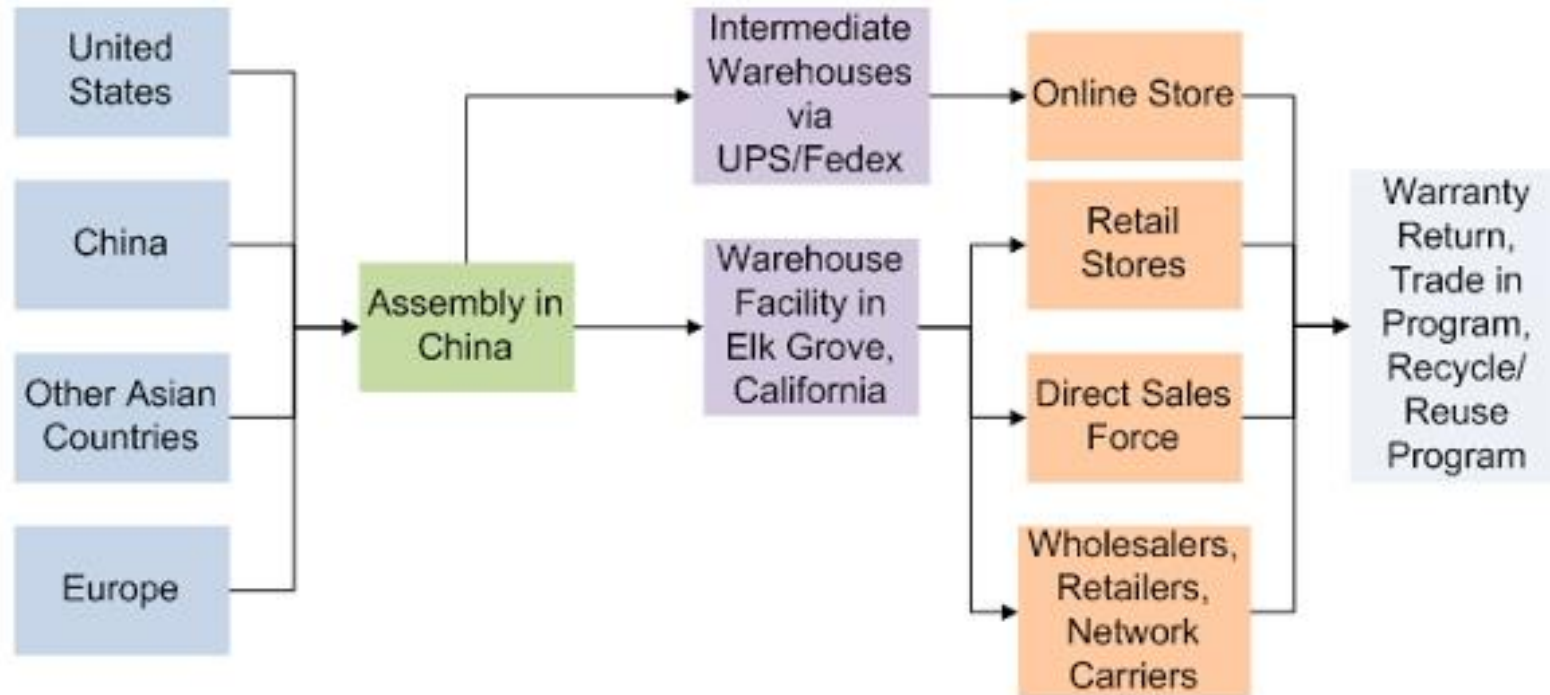 United
States
China
Other Asian
Countries
Europe
Assembly in
China
Intermediate
Warehouses
via
UPS/Fedex
Warehouse
Facility in
Elk Grove,
California
Online Store
Retail
Stores
Direct Sales
Force
Wholesalers,
Retailers,
Network
Carriers
Warranty
Return,
Trade in
Program,
Recycle/
Reuse
Program